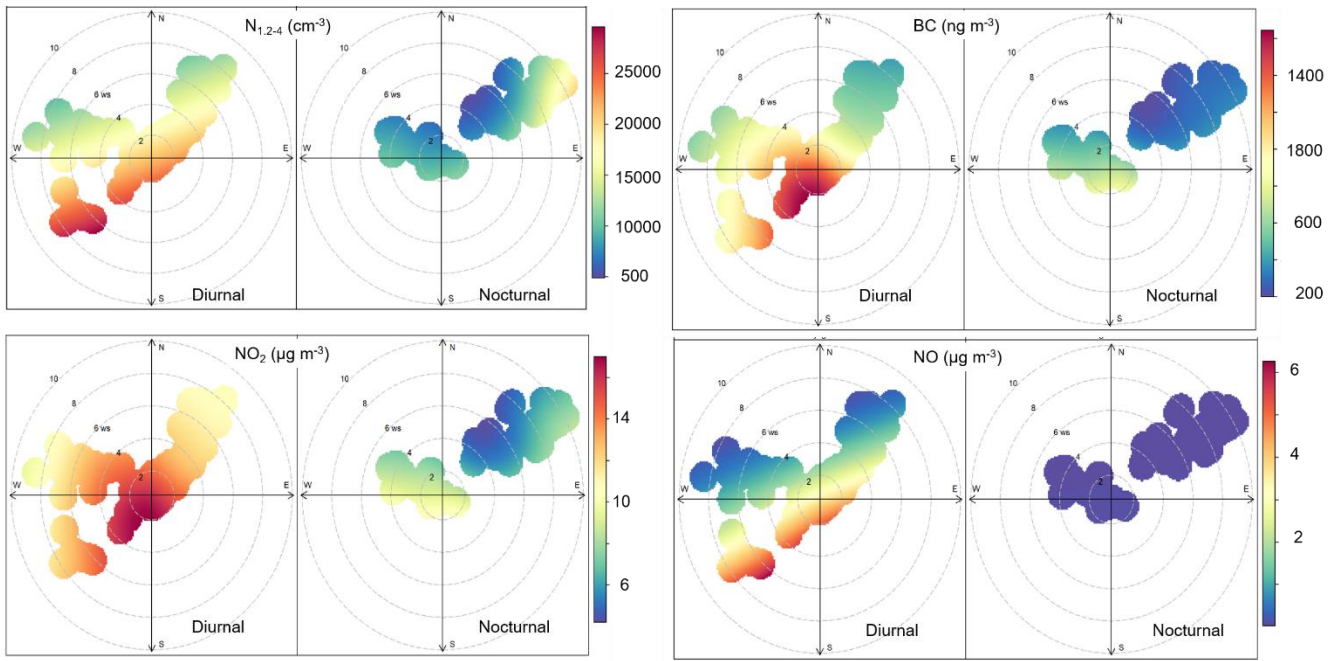 N1.2-4 (cm-3)
10
8
6 ws
4
2
N
W
S
Diurnal
10
8
6 ws
4
2
N
W
E
S
Nocturnal
25000
20000
15000
10000
500
BC (ng m-3)
10
8
6 ws
4
2
N
W
S
Diurnal
10
8
6 ws
4
2
N
W
E
S
Nocturnal
1400
1800
600
200
NO2 (µg m-3)
10
8
6 ws
4
2
N
W
S
Diurnal
10
8
6 ws
4
2
N
W
E
S
Nocturnal
14
10
6
NO (µg m-3)
10
8
6 ws
4
2
N
W
S
Diurnal
10
8
6 ws
4
2
N
W
E
S
Nocturnal
6
4
2